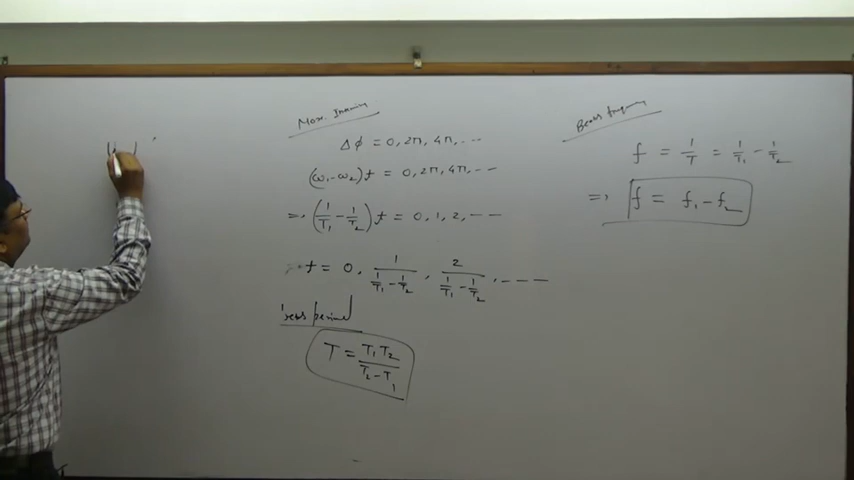 Max. Intensity
Δφ = 0, 2π, 4π, ...
(ω₁-ω₂)t = 0, 2π, 4π, --
⇒ (1/T₁ - 1/T₂)t = 0, 1, 2, ---
t = 0, 1/(1/T₁ - 1/T₂), 2/(1/T₁ - 1/T₂), ----
period
T = T₁T₂/(T₂-T₁)
Beats frequency
f = 1/T = 1/T₁ - 1/T₂
⇒ f = f₁-f₂